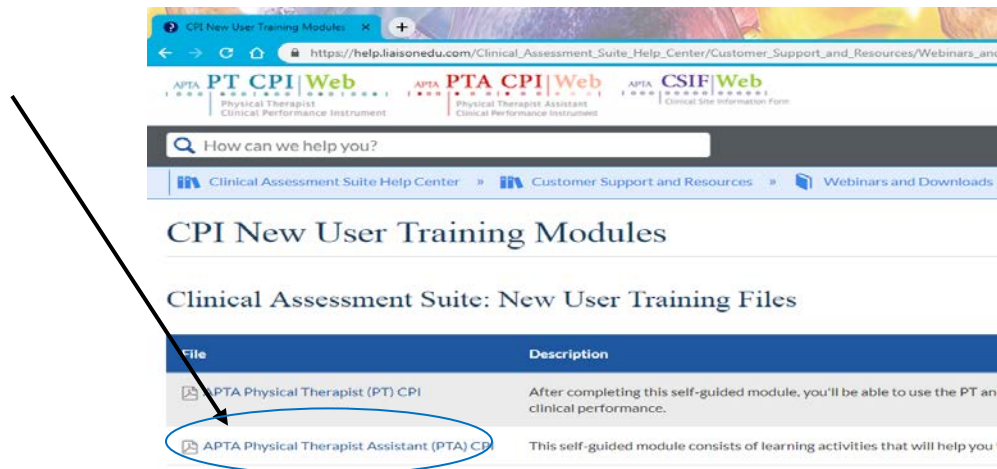 CPI New User Training Modules
https://help.liaisonedu.com/Clinical_Assessment_Suite_Help_Center/Customer_Support_and_Resources/Webinars_and
APTA PT CPI|Web APTA PTA CPI|Web APTA CSIF|Web
Physical Therapist Physical Therapist Assistant Clinical Site Information Form
Clinical Performance Instrument Clinical Performance Instrument
How can we help you?
Clinical Assessment Suite Help Center » Customer Support and Resources » Webinars and Downloads
CPI New User Training Modules
Clinical Assessment Suite: New User Training Files
File Description
APTA Physical Therapist (PT) CPI After completing this self-guided module, you'll be able to use the PT an
clinical performance.
APTA Physical Therapist Assistant (PTA) CPI This self-guided module consists of learning activities that will help you